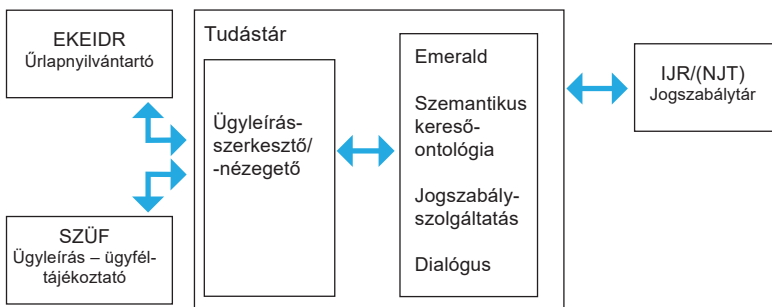 EKEIDR
Űrlapnyilvántartó
SZÜF
Ügyleírás – ügyfél-
tájékoztató
Tudástár
Ügyleírás-
szerkesztő/
-nézegető
Emerald
Szemantikus
kereső-
ontológia
Jogszabály-
szolgáltatás
Dialógus
IJR/(NJT)
Jogszabálytár